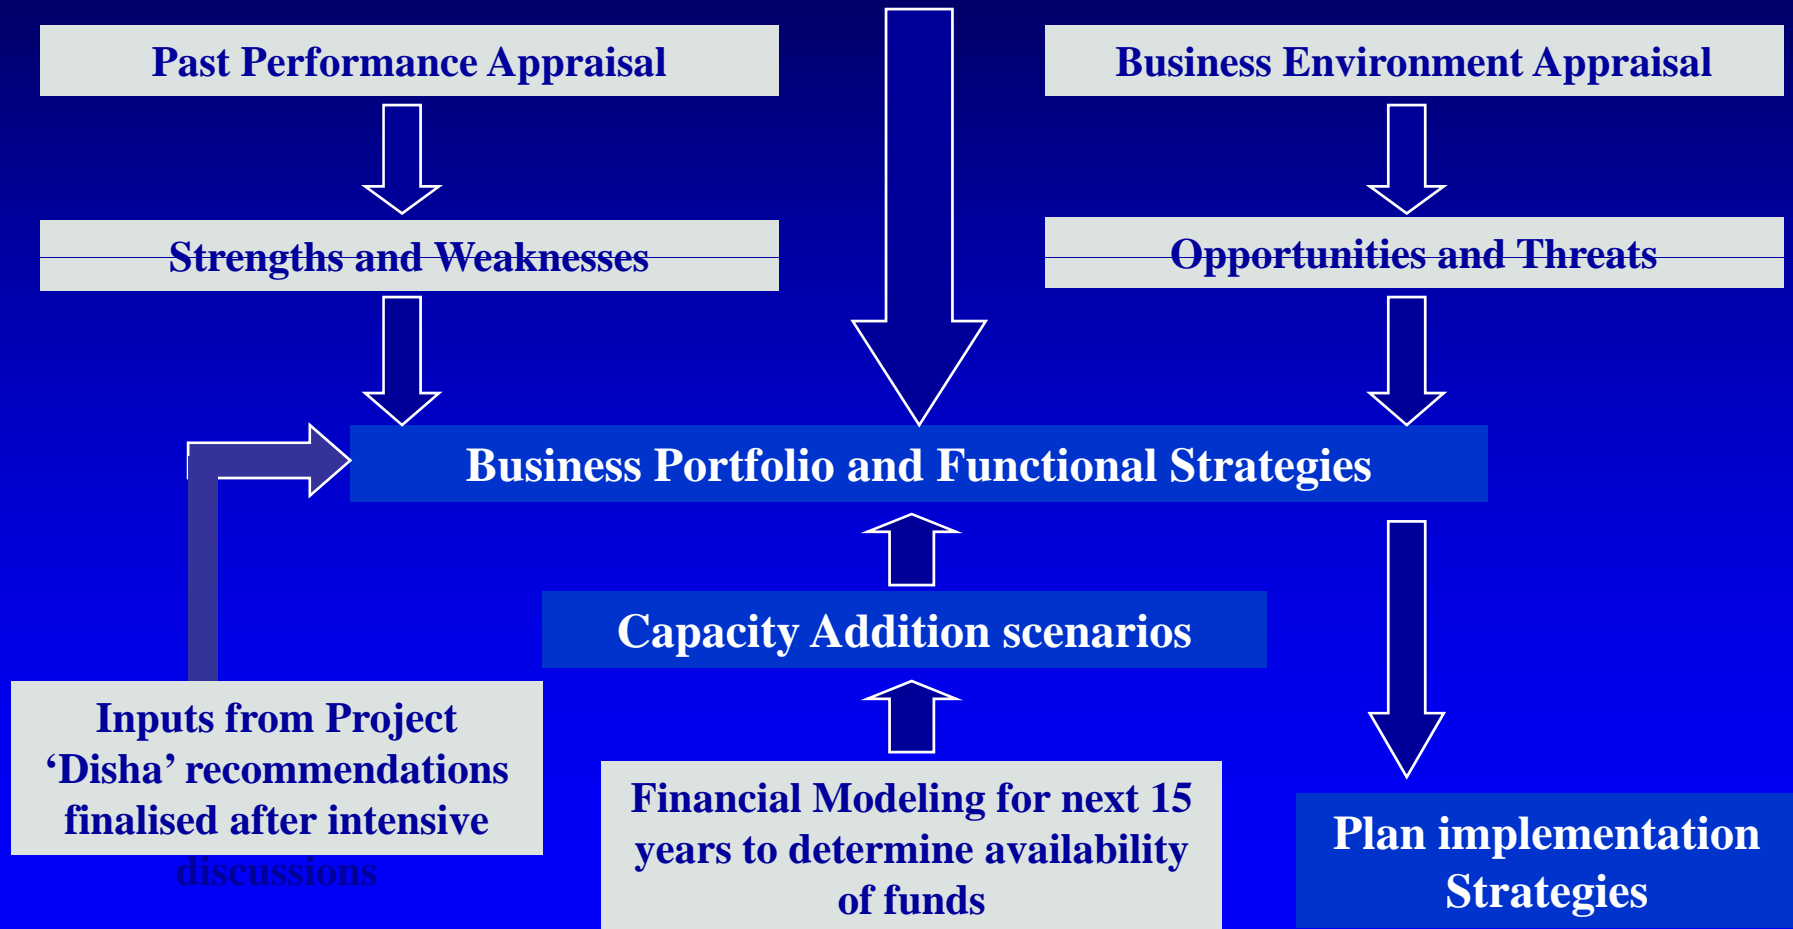 Past Performance Appraisal
Business Environment Appraisal
Strengths and Weaknesses
Opportunities and Threats
Business Portfolio and Functional Strategies
Capacity Addition scenarios
Inputs from Project
‘Disha’ recommendations
finalised after intensive
discussions
Financial Modeling for next 15
years to determine availability
of funds
Plan implementation
Strategies